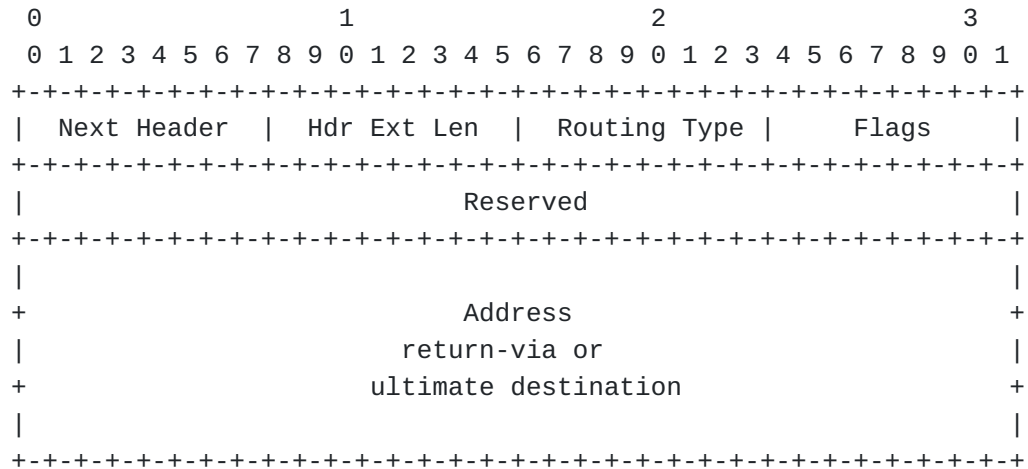 0                   1                   2                   3
 0 1 2 3 4 5 6 7 8 9 0 1 2 3 4 5 6 7 8 9 0 1 2 3 4 5 6 7 8 9 0 1
+-+-+-+-+-+-+-+-+-+-+-+-+-+-+-+-+-+-+-+-+-+-+-+-+-+-+-+-+-+-+-+-+
|  Next Header  |  Hdr Ext Len  |  Routing Type |     Flags     |
+-+-+-+-+-+-+-+-+-+-+-+-+-+-+-+-+-+-+-+-+-+-+-+-+-+-+-+-+-+-+-+-+
|                            Reserved                           |
+-+-+-+-+-+-+-+-+-+-+-+-+-+-+-+-+-+-+-+-+-+-+-+-+-+-+-+-+-+-+-+-+
|                                                               |
+                            Address                            +
|                        return-via or                          |
+                      ultimate destination                     +
|                                                               |
+-+-+-+-+-+-+-+-+-+-+-+-+-+-+-+-+-+-+-+-+-+-+-+-+-+-+-+-+-+-+-+-+